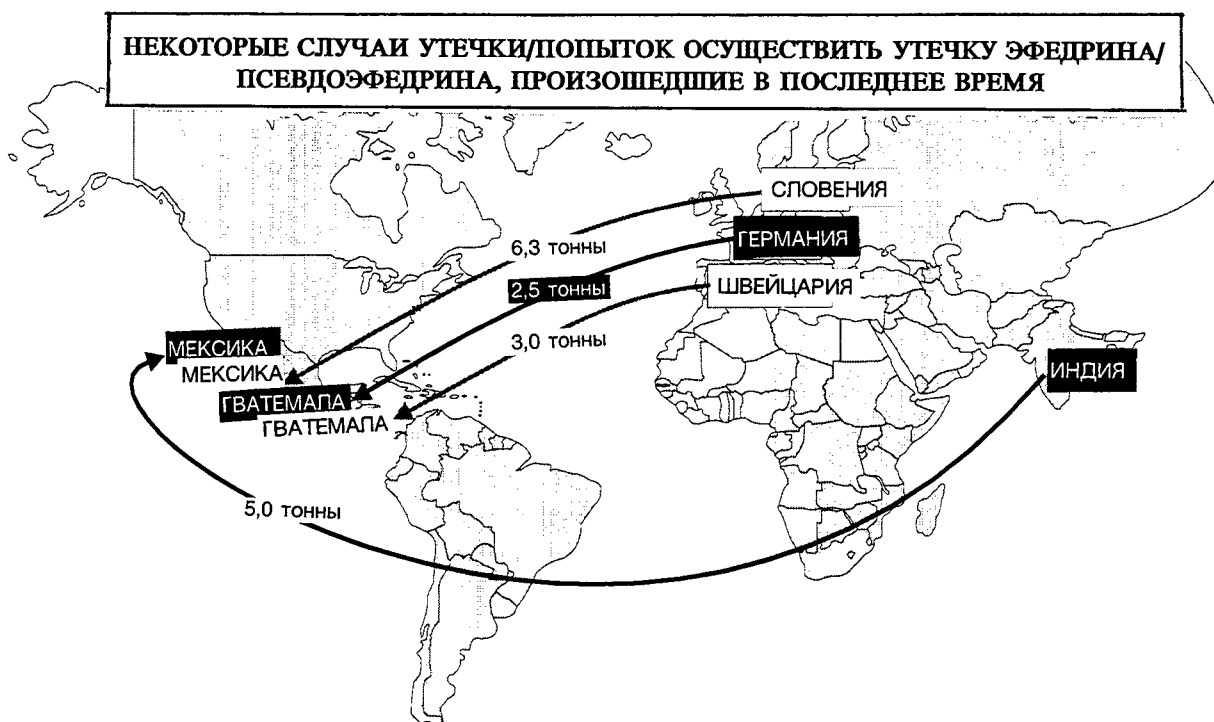 НЕКОТОРЫЕ СЛУЧАИ УТЕЧКИ/ПОПЫТОК ОСУЩЕСТВИТЬ УТЕЧКУ ЭФЕДРИНА/
ПСЕВДОЭФЕДРИНА, ПРОИЗОШЕДШИЕ В ПОСЛЕДНЕЕ ВРЕМЯ
СЛОВЕНИЯ
6,3 тонны
ГЕРМАНИЯ
2,5 тонны
ШВЕЙЦАРИЯ
3,0 тонны
МЕКСИКА
МЕКСИКА
ИНДИЯ
ГВАТЕМАЛА
ГВАТЕМАЛА
5,0 тонны